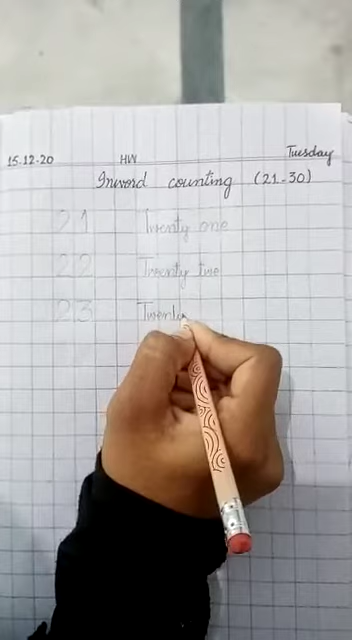 15.12.20 HW Tuesday
Inword counting (21-30)
21 Twenty one
22 Twenty two
23 Twenty